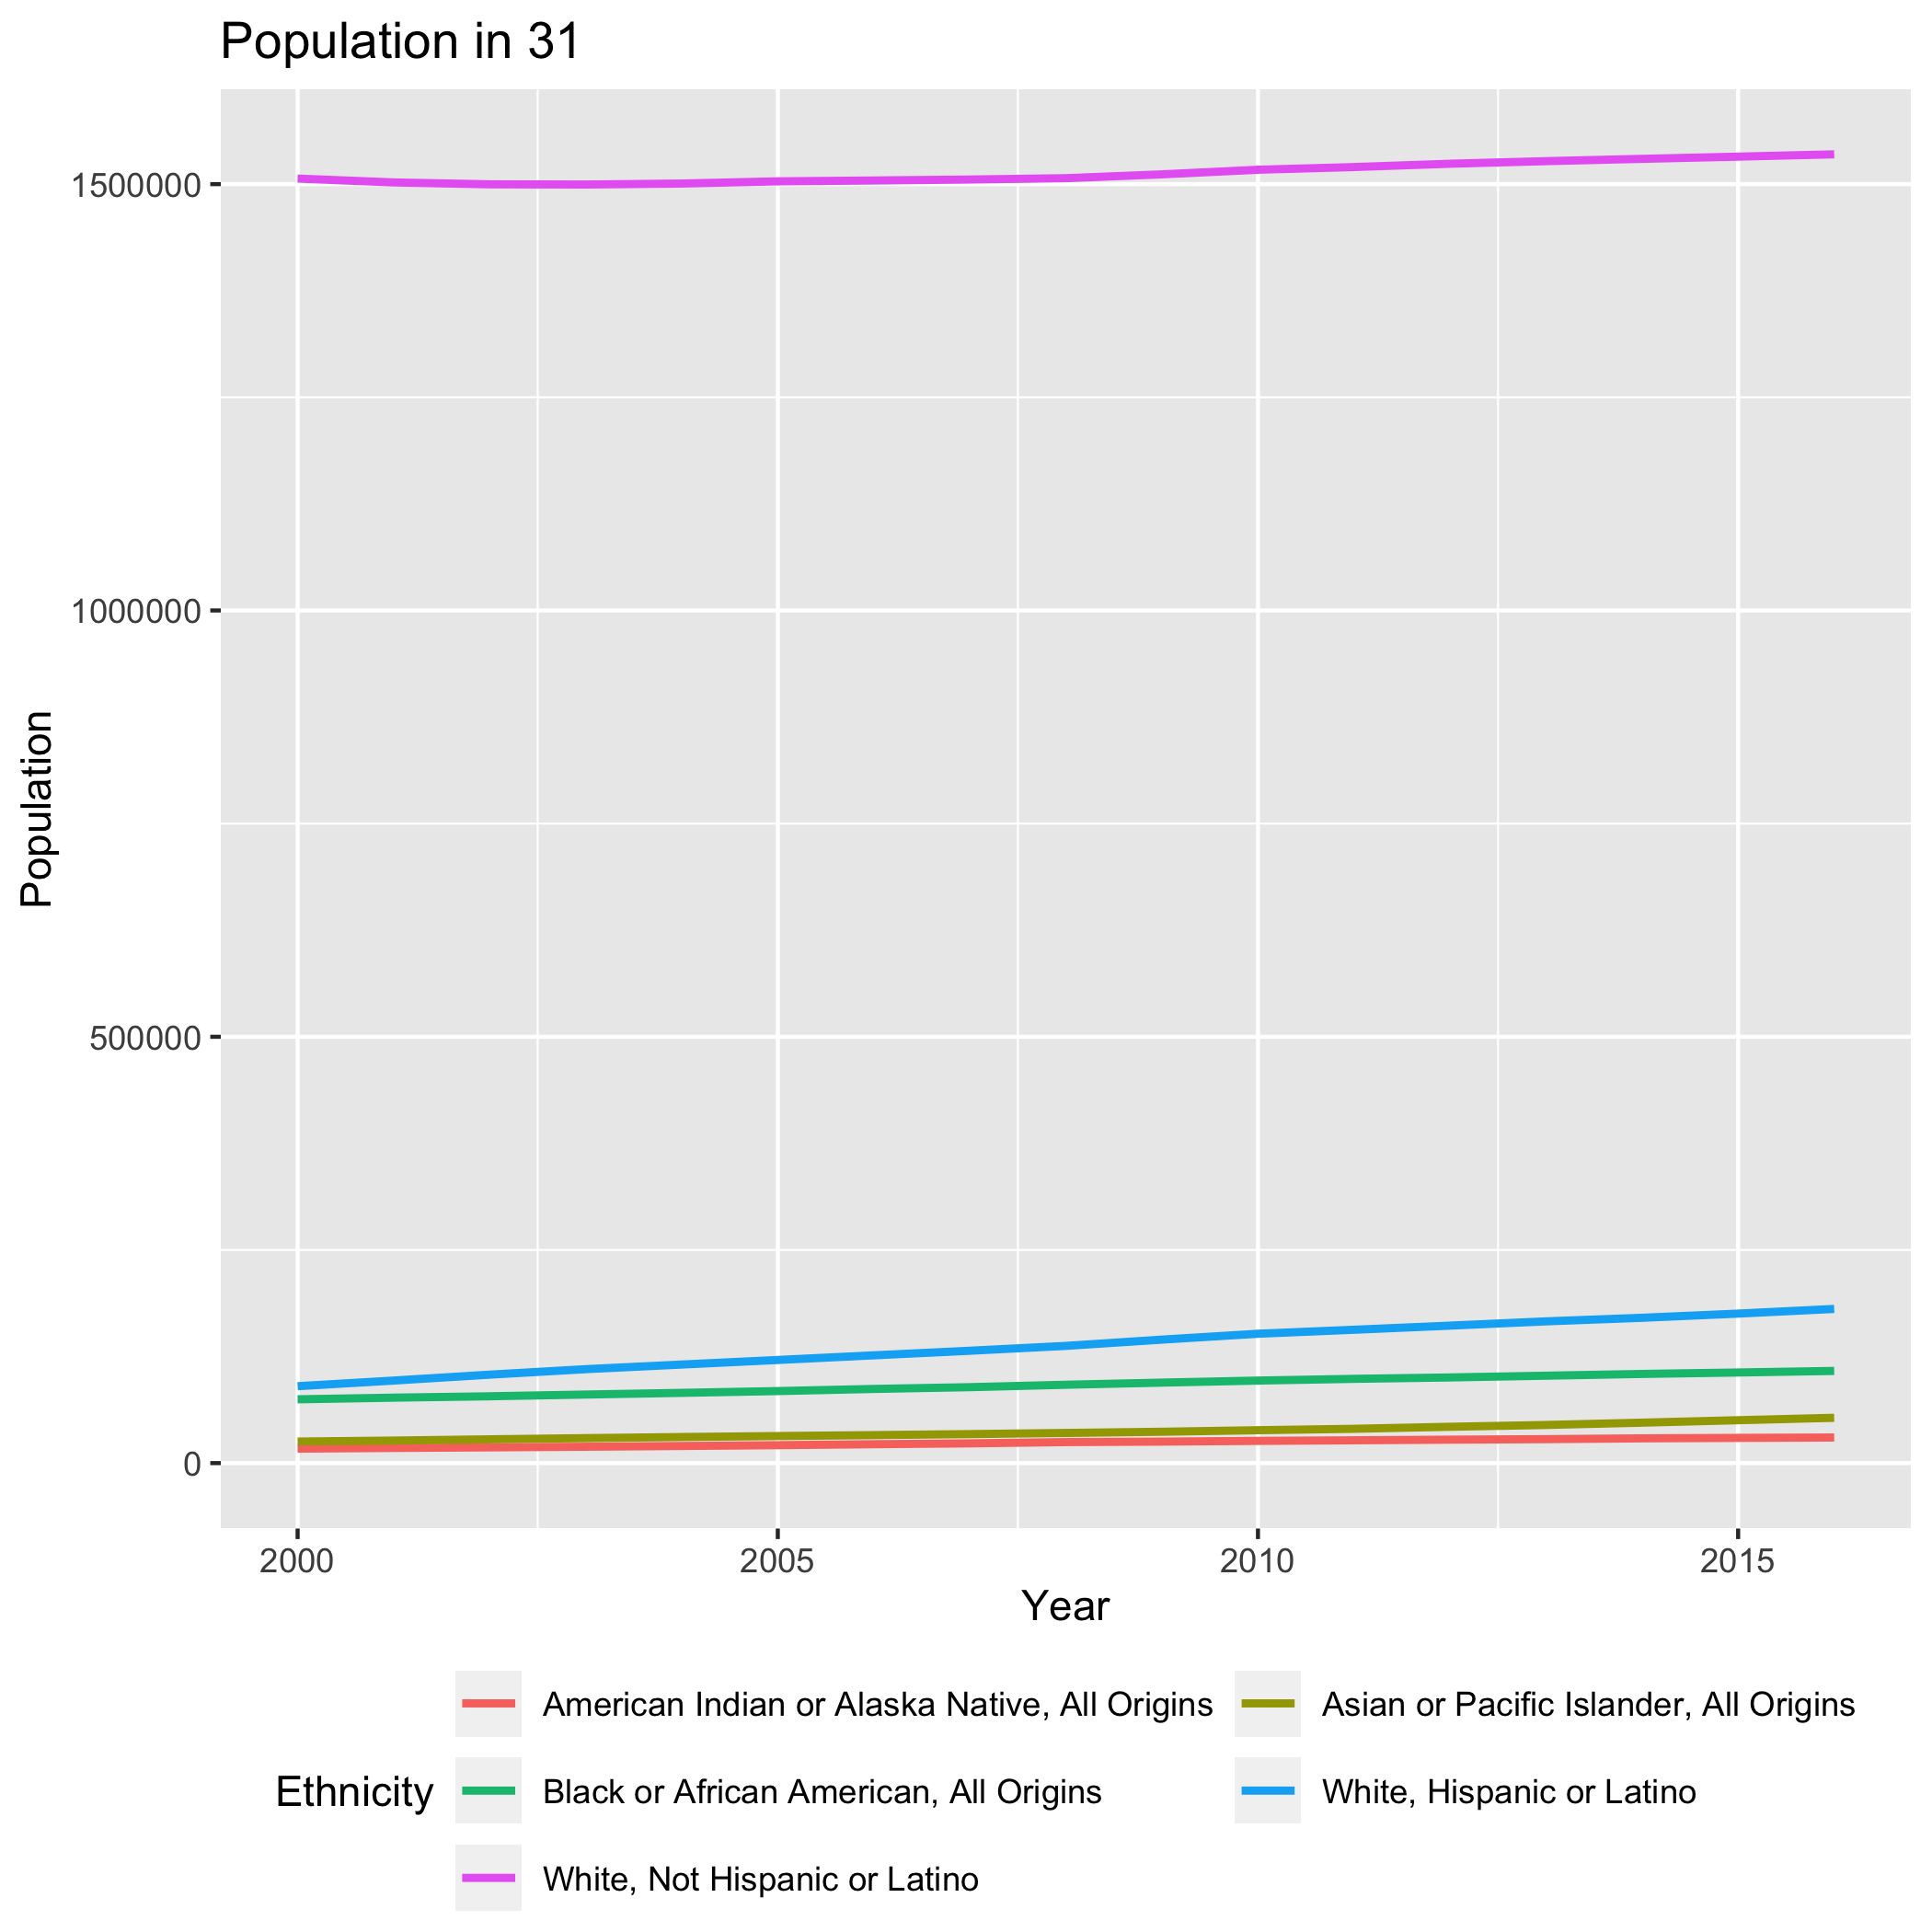 Population in 31
1500000
1000000
500000
0
Population
2000 2005 2010 2015
Year
Ethnicity
American Indian or Alaska Native, All Origins
Asian or Pacific Islander, All Origins
Black or African American, All Origins
White, Hispanic or Latino
White, Not Hispanic or Latino